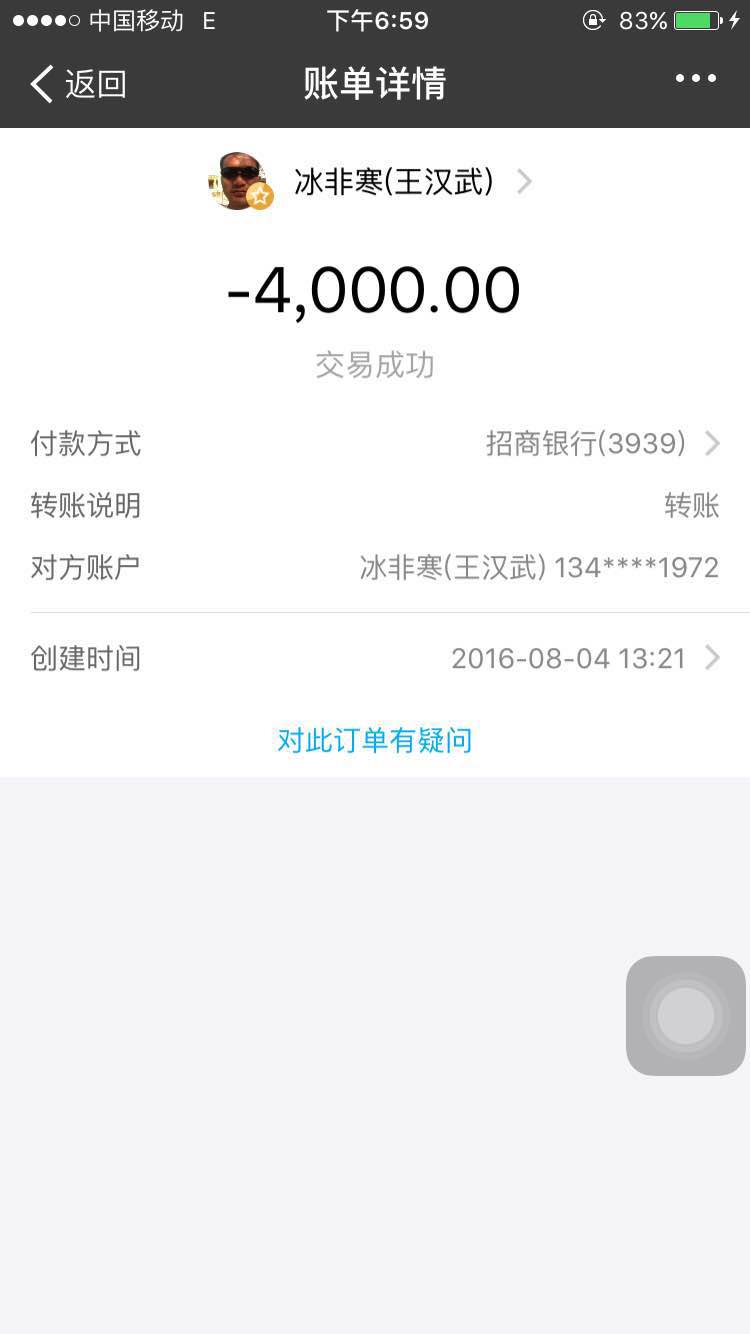 中国移动 E 下午6:59 83%
返回 账单详情
冰非寒(王汉武)
-4,000.00
交易成功
付款方式 招商银行(3939)
转账说明 转账
对方账户 冰非寒(王汉武) 134****1972
创建时间 2016-08-04 13:21
对此订单有疑问